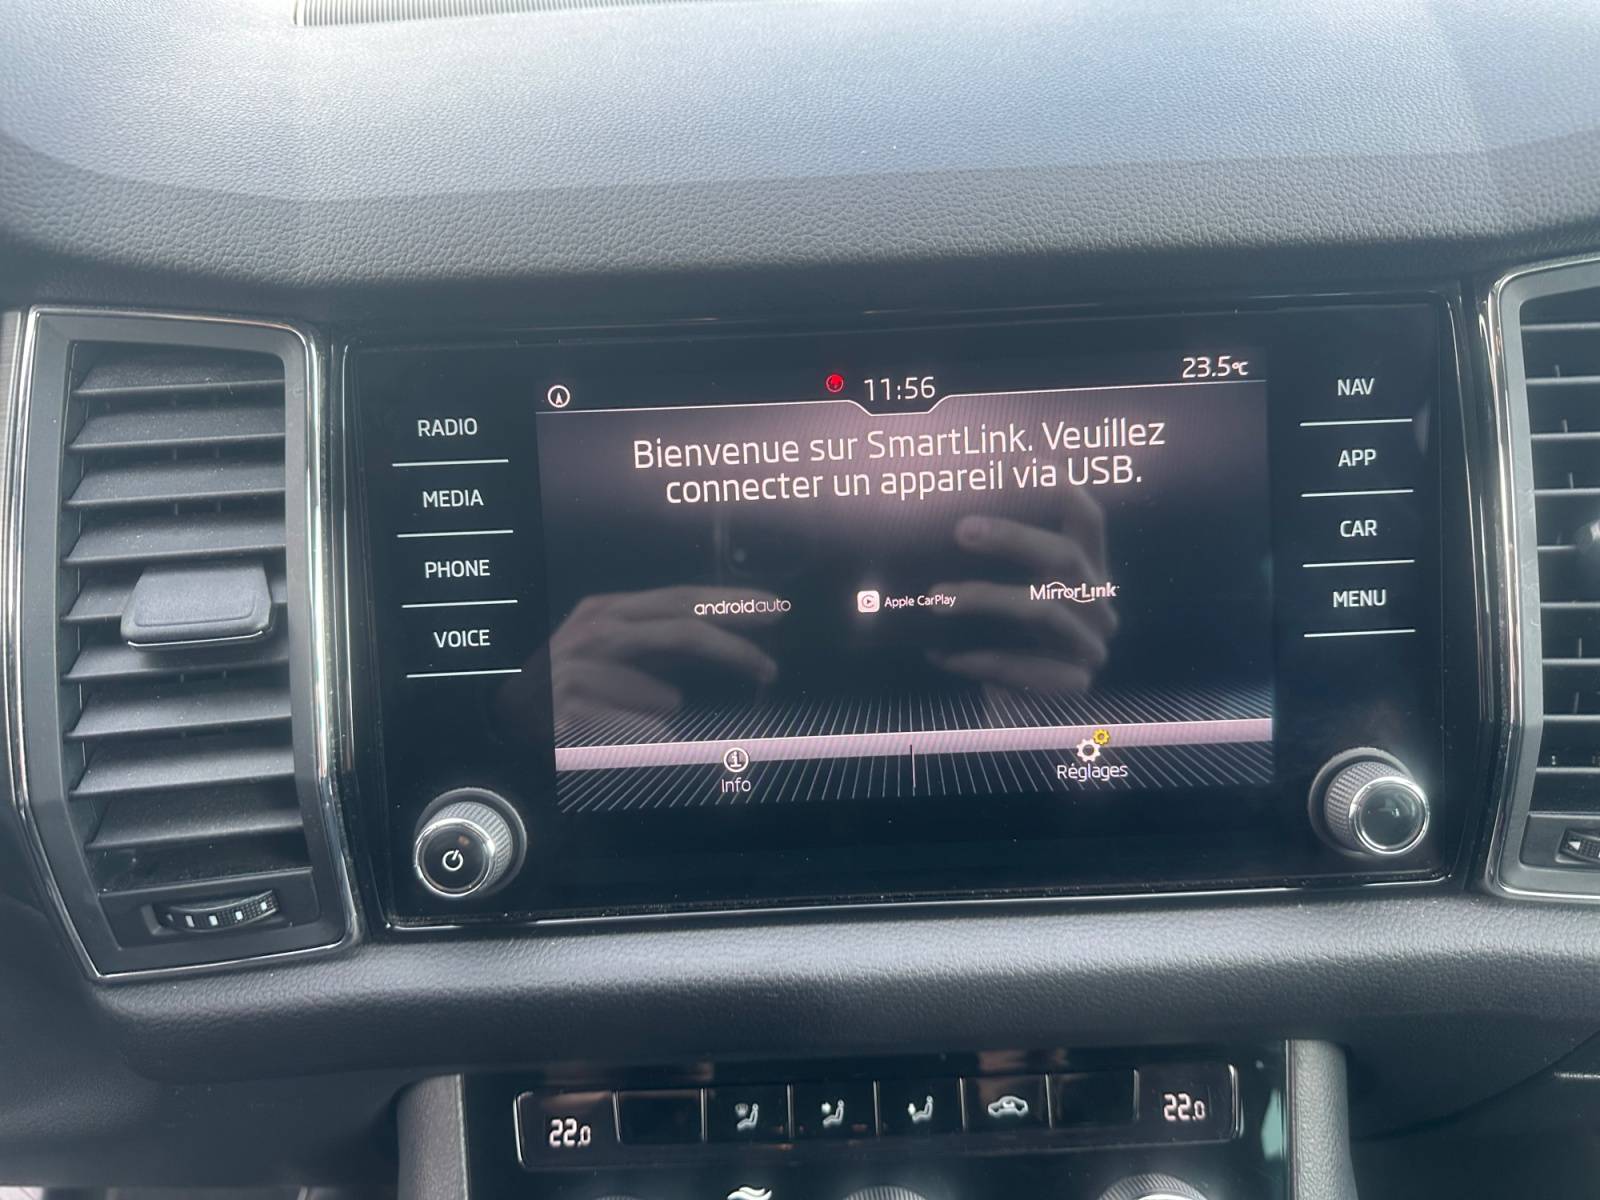 11:56
23.5°C
RADIO
MEDIA
PHONE
VOICE
Bienvenue sur SmartLink. Veuillez
connecter un appareil via USB.
androidauto
Apple CarPlay
MirrorLink
Info
Réglages
NAV
APP
CAR
MENU
22.0
22.0